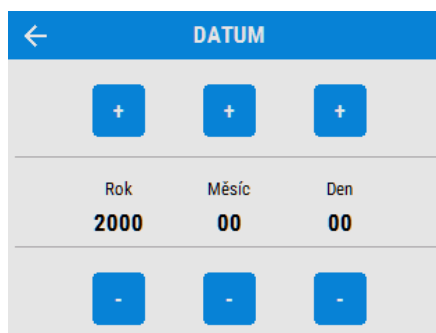 ← DATUM
+ + +
Rok Měsíc Den
2000 00 00
- - -